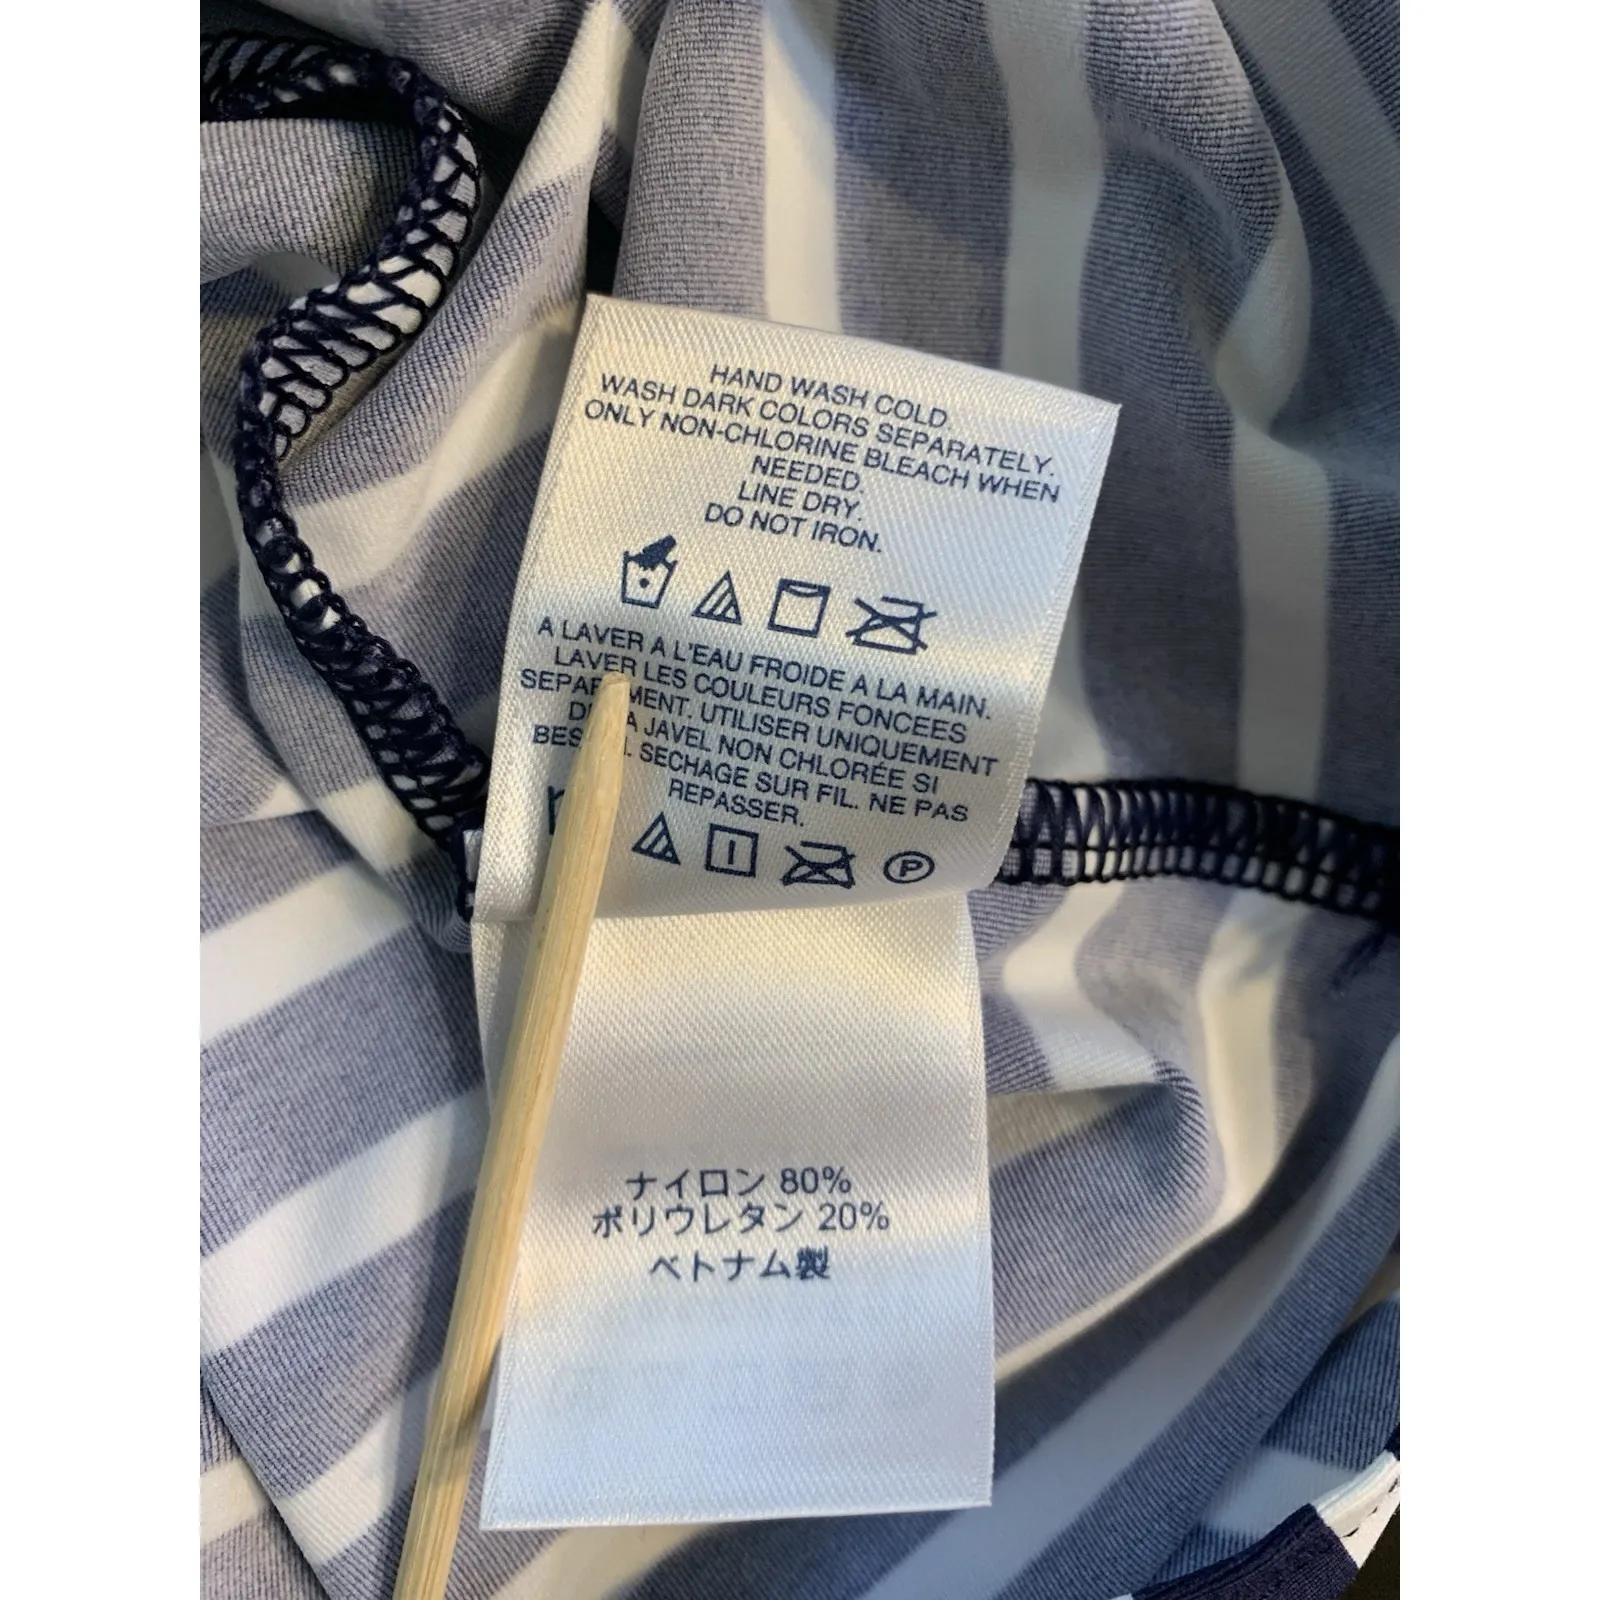 HAND WASH COLD.
WASH DARK COLORS SEPARATELY.
ONLY NON-CHLORINE BLEACH WHEN
NEEDED.
LINE DRY.
DO NOT IRON.
A LAVER A L'EAU FROIDE A LA MAIN.
LAVER LES COULEURS FONCEES
UTILISER UNIQUEMENT
JAVEL NON CHLORÉE SI
SECHAGE SUR FIL. NE PAS
REPASSER.
P
ナイロン 80%
ポリウレタン 20%
ベトナム製